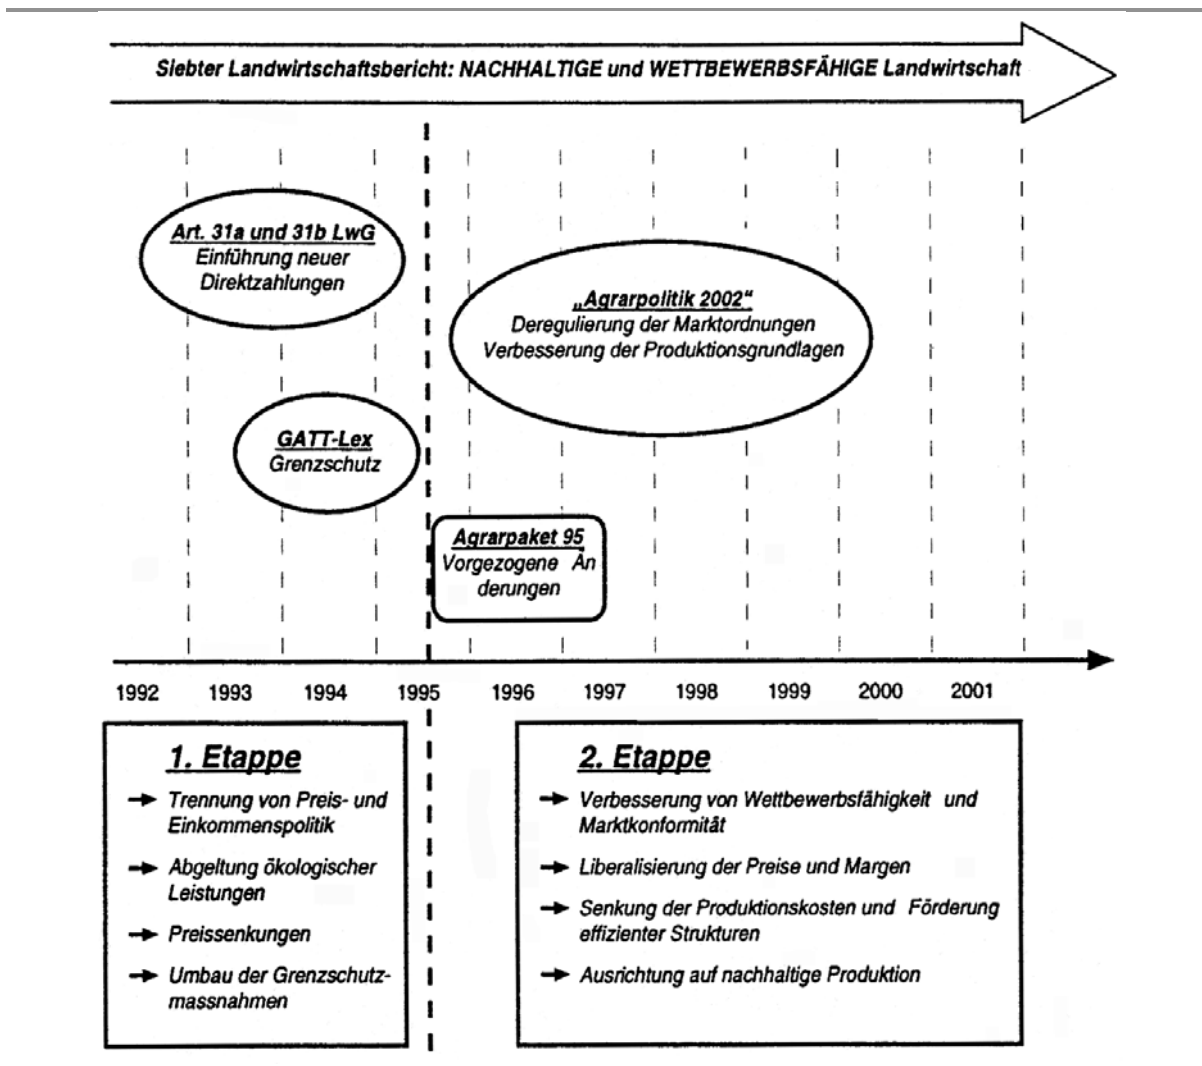 Siebter Landwirtschaftsbericht: NACHHALTIGE und WETTBEWERBSFÄHIGE Landwirtschaft
Art. 31a und 31b LwG
Einführung neuer
Direktzahlungen
„Agrarpolitik 2002“
Deregulierung der Marktordnungen
Verbesserung der Produktionsgrundlagen
GATT-Lex
Grenzschutz
Agrarpaket 95
Vorgezogene Än
derungen
1992 1993 1994 1995 1996 1997 1998 1999 2000 2001
1. Etappe
→ Trennung von Preis- und
Einkommenspolitik
→ Abgeltung ökologischer
Leistungen
→ Preissenkungen
→ Umbau der Grenzschutz-
massnahmen
2. Etappe
→ Verbesserung von Wettbewerbsfähigkeit und
Marktkonformität
→ Liberalisierung der Preise und Margen
→ Senkung der Produktionskosten und Förderung
effizienter Strukturen
→ Ausrichtung auf nachhaltige Produktion